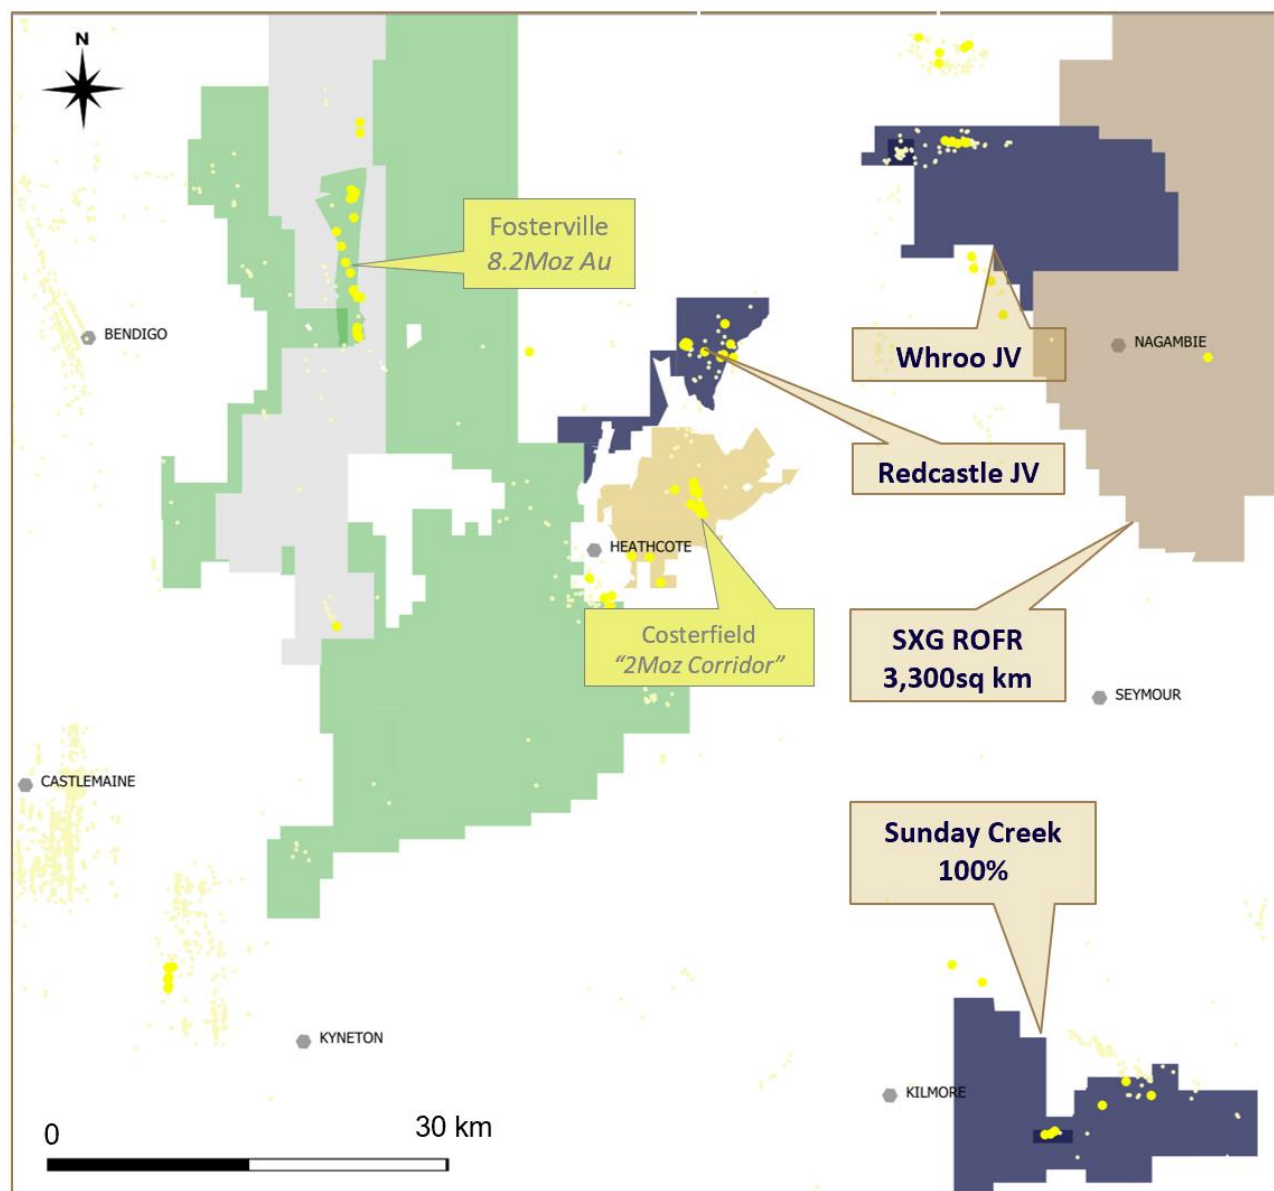 N
Fosterville
8.2Moz Au
BENDIGO
NAGAMBIE
Whroo JV
Redcastle JV
HEATHCOTE
Costerfield
“2Moz Corridor”
SXG ROFR
3,300sq km
SEYMOUR
CASTLEMAINE
Sunday Creek
100%
KYNETON
KILMORE
0
30 km